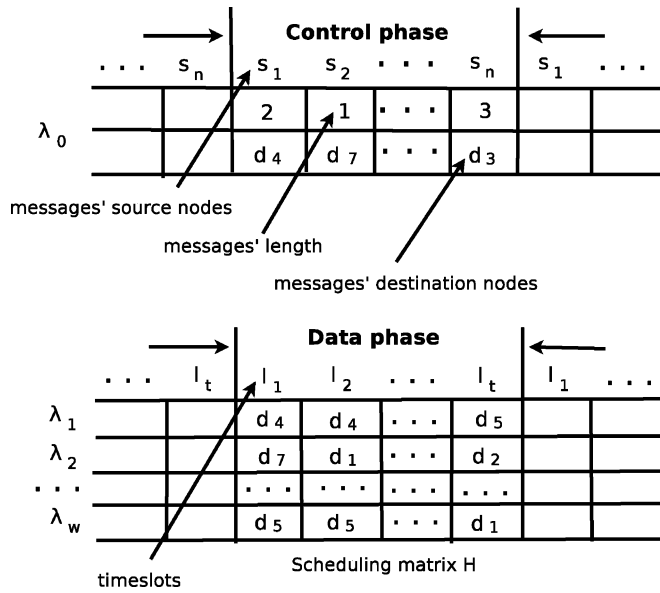 Control phase
. . . s n s 1 s 2 . . . s n s 1 . . .
2 1 . . . 3
λ 0
d 4 d 7 . . . d 3
messages' source nodes
messages' length
messages' destination nodes
Data phase
. . . l t l 1 l 2 . . . l t l 1 . . .
λ 1 d 4 d 4 . . . d 5
λ 2 d 7 d 1 . . . d 2
. . . . . . . . . . . . . . .
λ w d 5 d 5 . . . d 1
timeslots
Scheduling matrix H